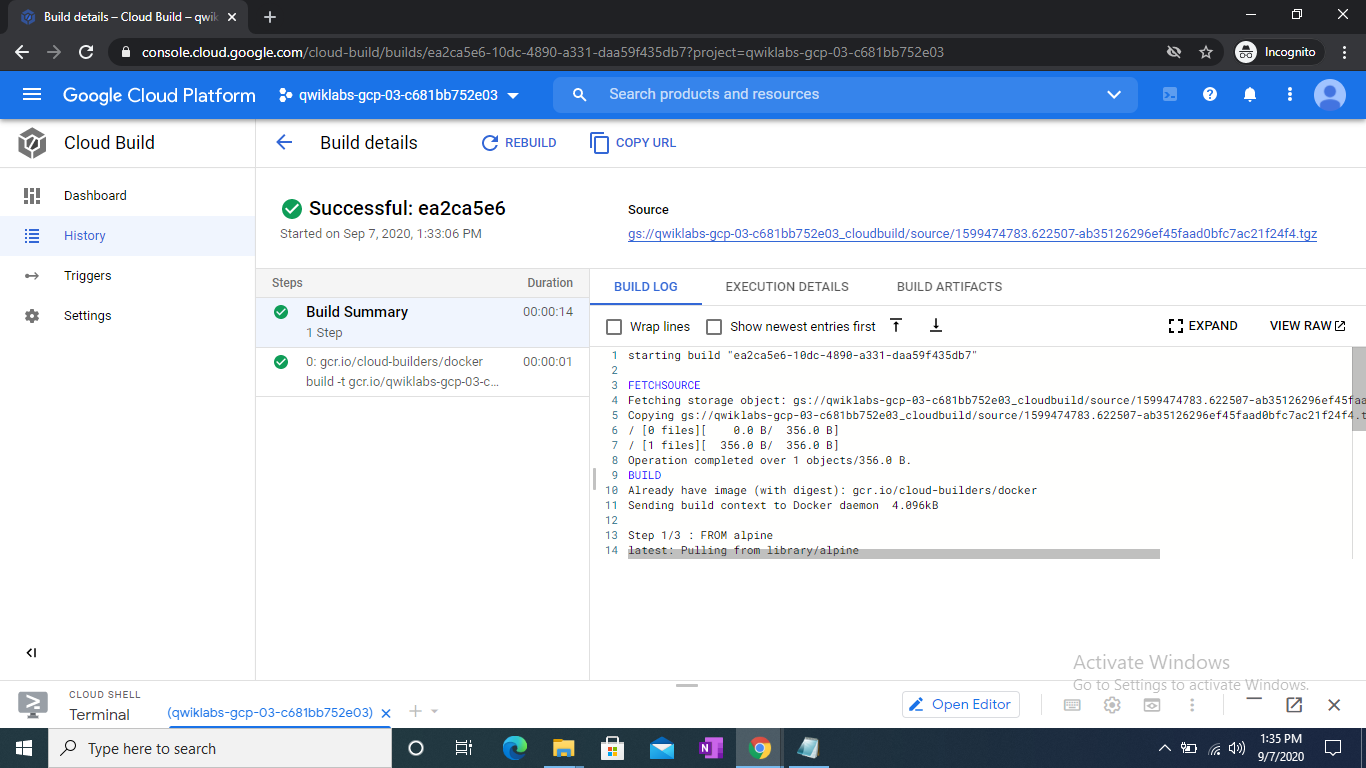 Build details – Cloud Build – qwik
console.cloud.google.com/cloud-build/builds/ea2ca5e6-10dc-4890-a331-daa59f435db7?project=qwiklabs-gcp-03-c681bb752e03
Incognito
Google Cloud Platform
qwiklabs-gcp-03-c681bb752e03
Search products and resources
Cloud Build
Build details
REBUILD
COPY URL
Dashboard
History
Triggers
Settings
Successful: ea2ca5e6
Started on Sep 7, 2020, 1:33:06 PM
Source
gs://qwiklabs-gcp-03-c681bb752e03_cloudbuild/source/1599474783.622507-ab35126296ef45faad0bfc7ac21f24f4.tgz
Steps Duration
Build Summary 00:00:14
1 Step
0: gcr.io/cloud-builders/docker 00:00:01
build -t gcr.io/qwiklabs-gcp-03-c...
BUILD LOG EXECUTION DETAILS BUILD ARTIFACTS
Wrap lines Show newest entries first EXPAND VIEW RAW
1 starting build "ea2ca5e6-10dc-4890-a331-daa59f435db7"
2
3 FETCHSOURCE
4 Fetching storage object: gs://qwiklabs-gcp-03-c681bb752e03_cloudbuild/source/1599474783.622507-ab35126296ef45faa
5 Copying gs://qwiklabs-gcp-03-c681bb752e03_cloudbuild/source/1599474783.622507-ab35126296ef45faad0bfc7ac21f24f4.t
6 / [0 files][    0.0 B/  356.0 B]
7 / [1 files][  356.0 B/  356.0 B]
8 Operation completed over 1 objects/356.0 B.
9 BUILD
10 Already have image (with digest): gcr.io/cloud-builders/docker
11 Sending build context to Docker daemon  4.096kB
12
13 Step 1/3 : FROM alpine
14 latest: Pulling from library/alpine
Activate Windows
Go to Settings to activate Windows.
CLOUD SHELL
Terminal
(qwiklabs-gcp-03-c681bb752e03)
Open Editor
Type here to search
N
1:35 PM
9/7/2020